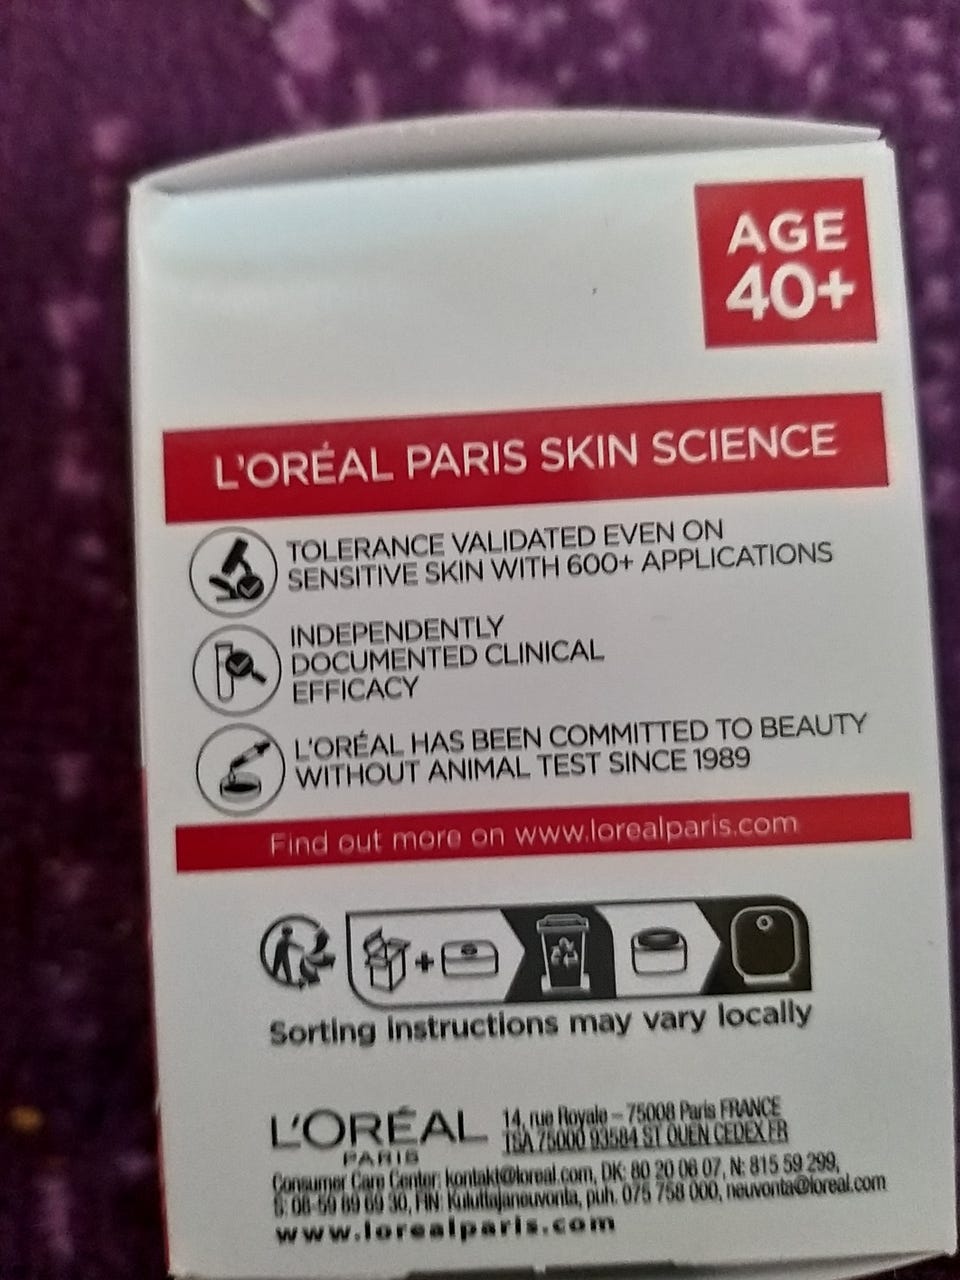 AGE
40+
L'ORÉAL PARIS SKIN SCIENCE
TOLERANCE VALIDATED EVEN ON
SENSITIVE SKIN WITH 600+ APPLICATIONS
INDEPENDENTLY
DOCUMENTED CLINICAL
EFFICACY
L'ORÉAL HAS BEEN COMMITTED TO BEAUTY
WITHOUT ANIMAL TEST SINCE 1989
Find out more on www.lorealparis.com
+
Sorting instructions may vary locally
L'ORÉAL
PARIS
14, rue Royale - 75008 Paris FRANCE
TSA 75000 93584 ST OUEN CEDEX FR
Consumer Care Center: kontakt@loreal.com, DK: 80 20 06 07, N: 815 59 299,
S: 08-59 89 69 30, FIN: Kuluttajaneuvonta, puh. 075 758 000, neuvonta@loreal.com
www.lorealparis.com